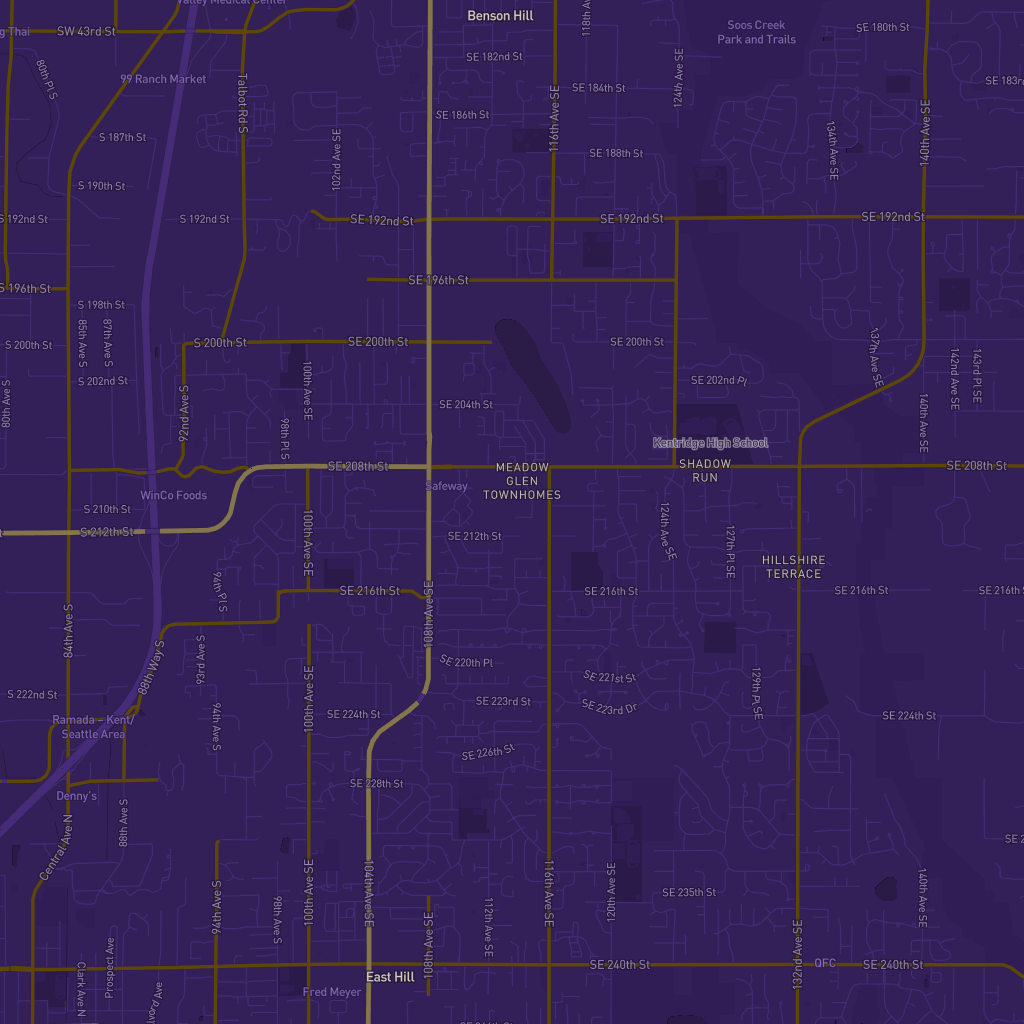 Valley Medical Center
Benson Hill
118th Ave SE
Soos Creek
Park and Trails
SE 180th St
g Thai
SW 43rd St
SE 182nd St
80th Pl S
99 Ranch Market
Talbot Rd S
124th Ave SE
SE 183rd
SE 184th St
SE 186th St
116th Ave SE
S 187th St
102nd Ave SE
134th Ave SE
140th Ave SE
SE 188th St
S 190th St
S 192nd St
S 192nd St
SE 192nd St
SE 192nd St
SE 192nd St
S 196th St
SE 196th St
S 198th St
85th Ave S
87th Ave S
S 200th St
S 200th St
SE 200th St
SE 200th St
137th Ave SE
142nd Ave SE
143rd Pl SE
S 202nd St
100th Ave SE
SE 202nd Pl
80th Ave S
92nd Ave S
SE 204th St
140th Ave SE
98th Pl S
Kentridge High School
SE 208th St
MEADOW
GLEN
TOWNHOMES
SHADOW
RUN
SE 208th St
WinCo Foods
Safeway
S 210th St
S 212th St
100th Ave SE
SE 212th St
124th Ave SE
127th Pl SE
HILLSHIRE
TERRACE
97th Pl S
SE 216th St
SE 216th St
SE 216th St
SE 216th St
84th Ave S
108th Ave SE
88th Way S
93rd Ave S
SE 220th Pl
SE 221st St
S 222nd St
100th Ave SE
129th Pl SE
SE 223rd St
SE 223rd Dr
Ramada – Kent/
Seattle Area
94th Ave S
SE 224th St
SE 224th St
SE 226th St
SE 228th St
Denny's
88th Ave S
Central Ave N
SE 2
94th Ave S
98th Ave S
100th Ave SE
104th Ave SE
108th Ave SE
112th Ave SE
116th Ave SE
120th Ave SE
SE 235th St
140th Ave SE
132nd Ave SE
Clark Ave N
Prospect Ave
East Hill
SE 240th St
QFC
SE 240th St
Fred Meyer